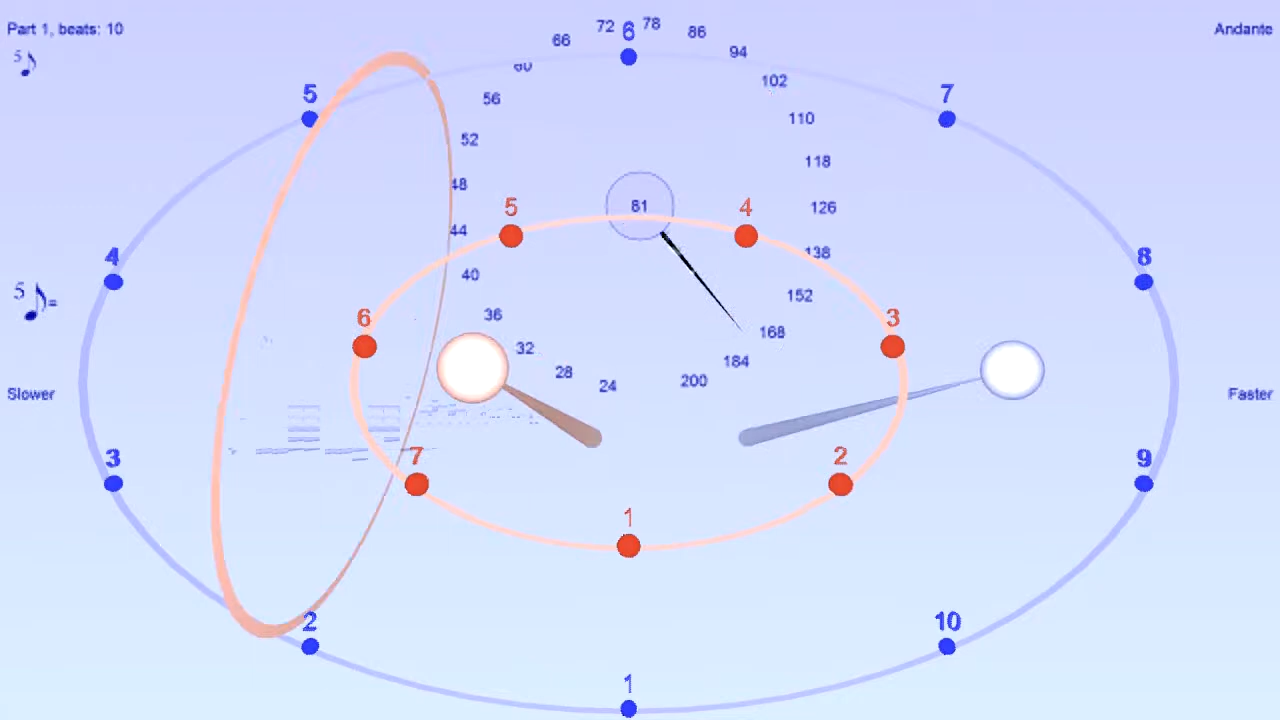 Part 1, beats: 10
Andante
5
72 6 78
66 86
60 94
5 56 102 7
52 110
48 118
5 81 4
44 126
4 138 8
40
5 ♪=
36 152
6 168 3
32
28 184
24 200
Slower
Faster
3 7 2 9
1
2 10
1